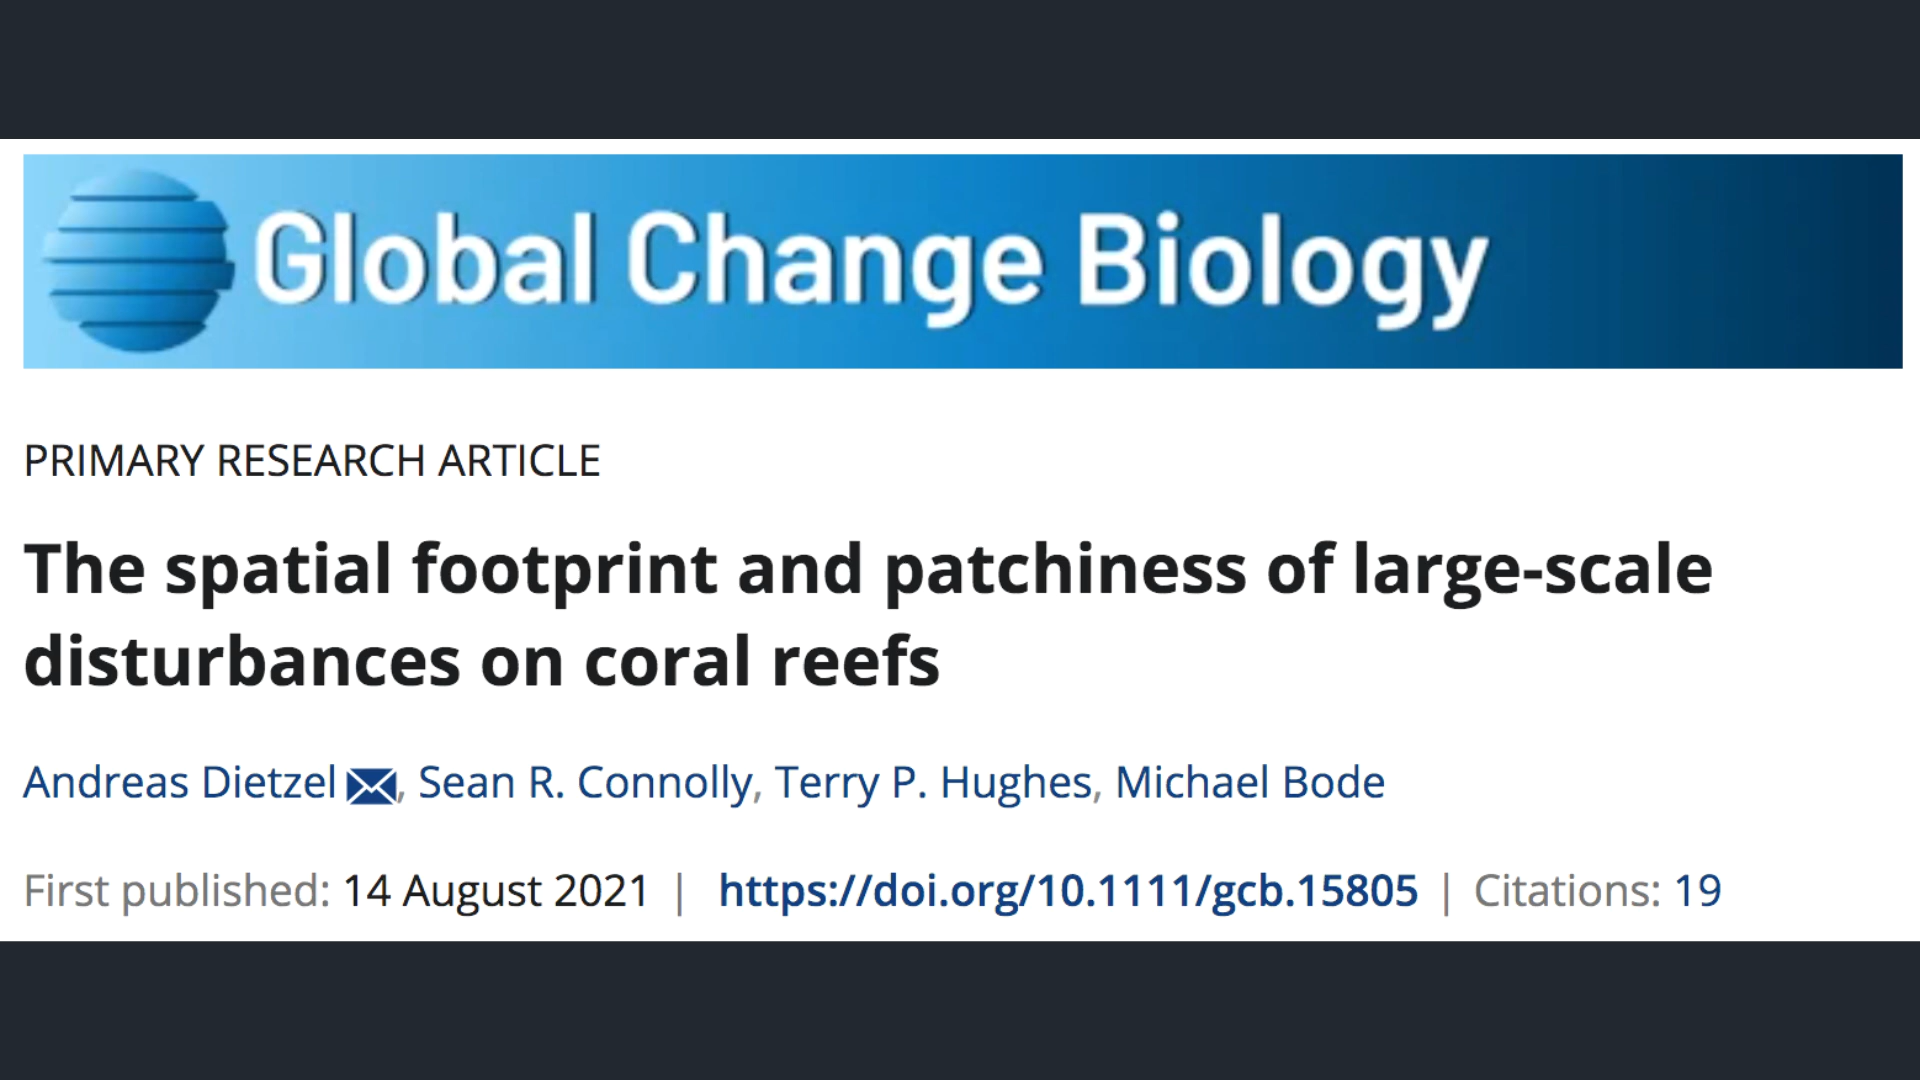 Global Change Biology
PRIMARY RESEARCH ARTICLE
The spatial footprint and patchiness of large-scale
disturbances on coral reefs
Andreas Dietzel, Sean R. Connolly, Terry P. Hughes, Michael Bode
First published: 14 August 2021 | https://doi.org/10.1111/gcb.15805 | Citations: 19